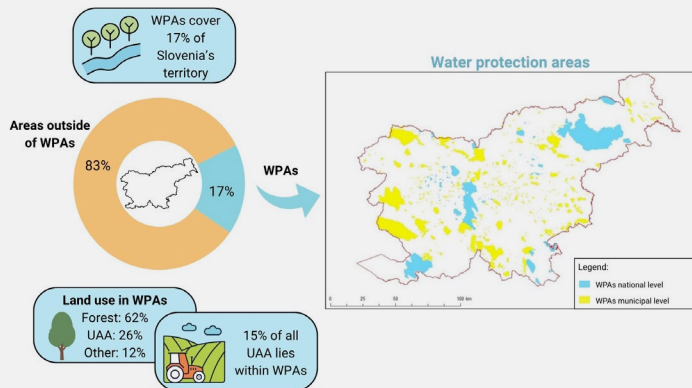 WPAs cover
17% of
Slovenia's
territory
Areas outside
of WPAs
83%
17%
WPAs
Land use in WPAs
Forest: 62%
UAA: 26%
Other: 12%
15% of all
UAA lies
within WPAs
Water protection areas
Legend:
WPAs national level
WPAs municipal level
0 25 50 100 km